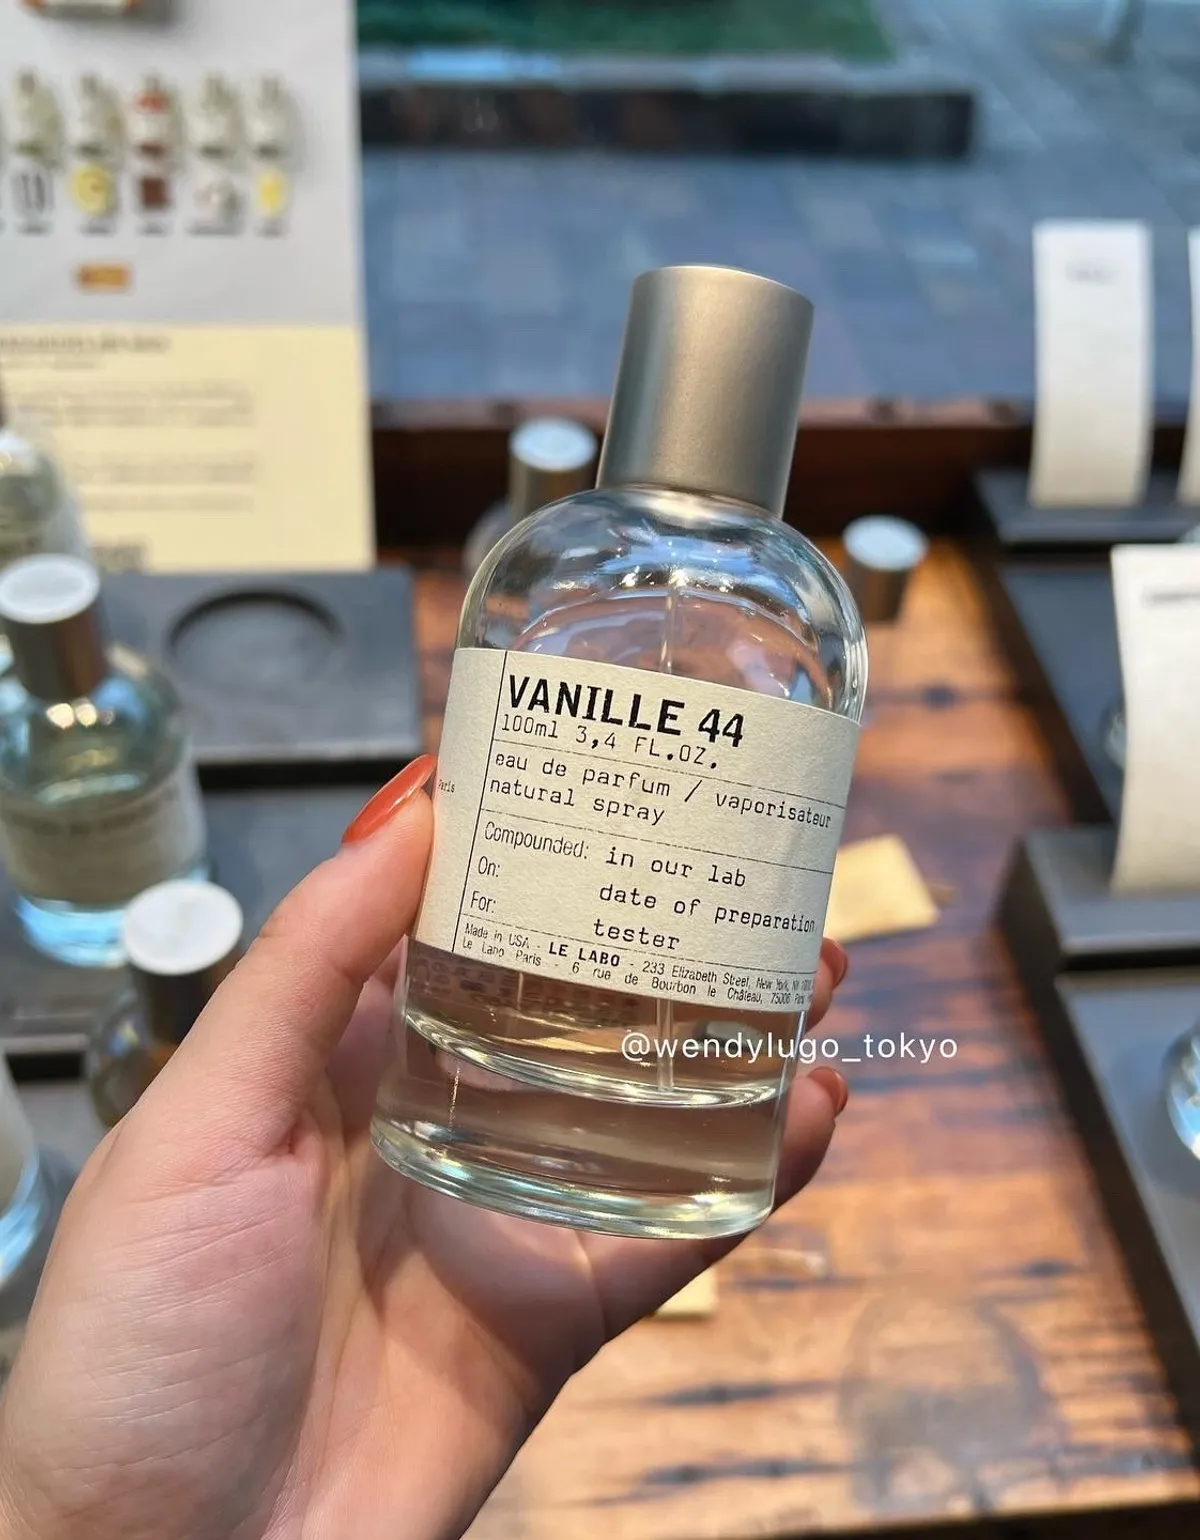 VANILLE 44
100ml 3,4 FL.OZ.
eau de parfum / vaporisateur
natural spray
Paris
Compounded: in our lab
On: date of preparation
For: tester
Made in USA - LE LABO - 233 Elizabeth Street, New York, NY
Le Labo Paris - 6 rue de Bourbon le Château, 75006 Paris
@wendylugo_tokyo